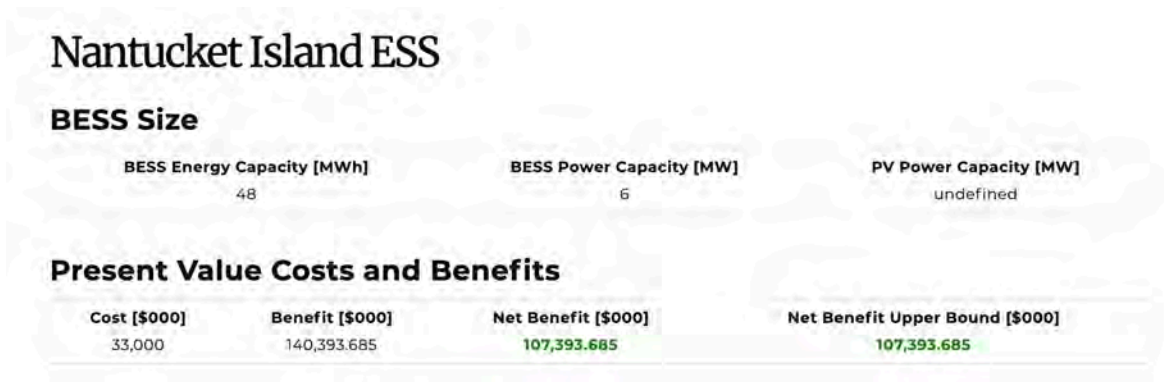 Nantucket Island ESS
BESS Size
BESS Energy Capacity [MWh] BESS Power Capacity [MW] PV Power Capacity [MW]
48 6 undefined
Present Value Costs and Benefits
Cost [$000] Benefit [$000] Net Benefit [$000] Net Benefit Upper Bound [$000]
33,000 140,393.685 107,393.685 107,393.685